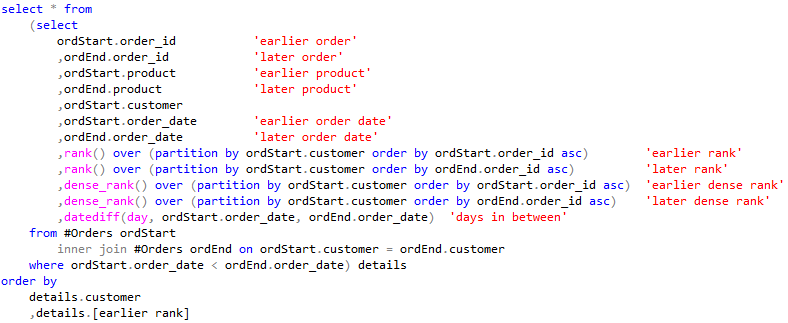 select * from
(select
ordStart.order_id 'earlier order'
,ordEnd.order_id 'later order'
,ordStart.product 'earlier product'
,ordEnd.product 'later product'
,ordStart.customer
,ordStart.order_date 'earlier order date'
,ordEnd.order_date 'later order date'
,rank() over (partition by ordStart.customer order by ordStart.order_id asc) 'earlier rank'
,rank() over (partition by ordStart.customer order by ordEnd.order_id asc) 'later rank'
,dense_rank() over (partition by ordStart.customer order by ordStart.order_id asc) 'earlier dense rank'
,dense_rank() over (partition by ordStart.customer order by ordEnd.order_id asc) 'later dense rank'
,datediff(day, ordStart.order_date, ordEnd.order_date) 'days in between'
from #Orders ordStart
inner join #Orders ordEnd on ordStart.customer = ordEnd.customer
where ordStart.order_date < ordEnd.order_date) details
order by
details.customer
,details.[earlier rank]